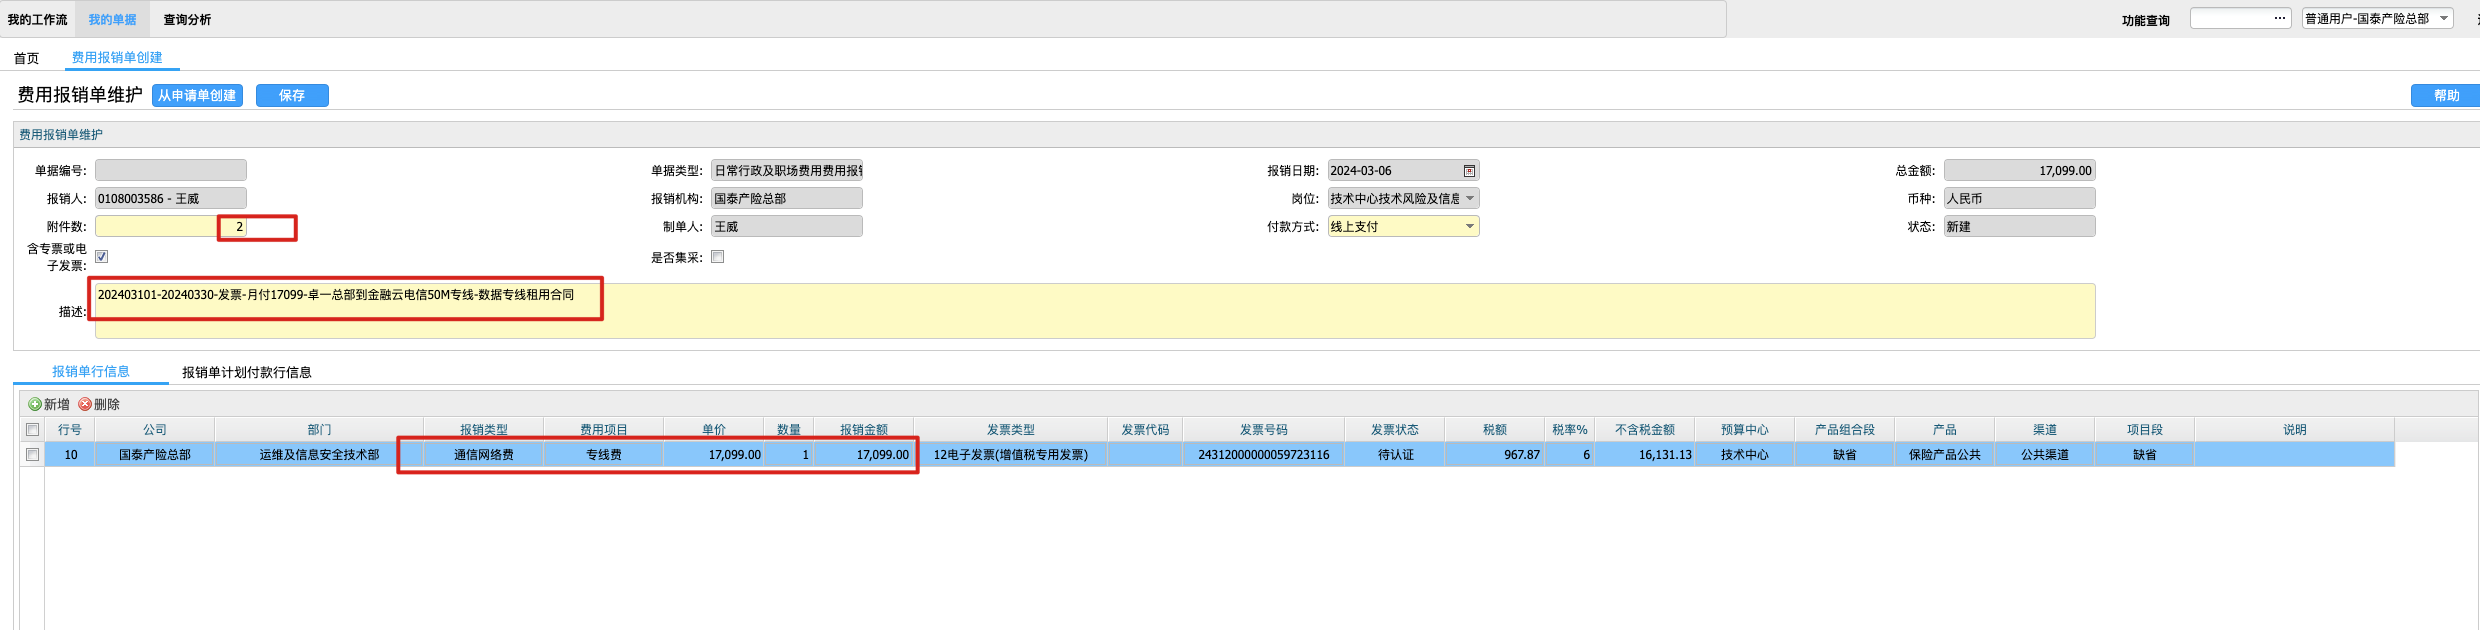 我的工作流 我的单据 查询分析 功能查询 ... 普通用户-国泰产险总部
首页 费用报销单创建
费用报销单维护 从申请单创建 保存 帮助
费用报销单维护
单据编号: 单据类型: 日常行政及职场费用费用报销 报销日期: 2024-03-06 总金额: 17,099.00
报销人: 0108003586 - 王威 报销机构: 国泰产险总部 岗位: 技术中心技术风险及信息 币种: 人民币
附件数: 2 制单人: 王威 付款方式: 线上支付 状态: 新建
含专票或电
子发票: 是否集采:
描述: 202403101-20240330-发票-月付17099-卓一总部到金融云电信50M专线-数据专线租用合同
报销单行信息 报销单计划付款行信息
新增 删除
行号 公司 部门 报销类型 费用项目 单价 数量 报销金额 发票类型 发票代码 发票号码 发票状态 税额 税率% 不含税金额 预算中心 产品组合段 产品 渠道 项目段 说明
10 国泰产险总部 运维及信息安全技术部 通信网络费 专线费 17,099.00 1 17,099.00 12电子发票(增值税专用发票) 24312000000059723116 待认证 967.87 6 16,131.13 技术中心 缺省 保险产品公共 公共渠道 缺省